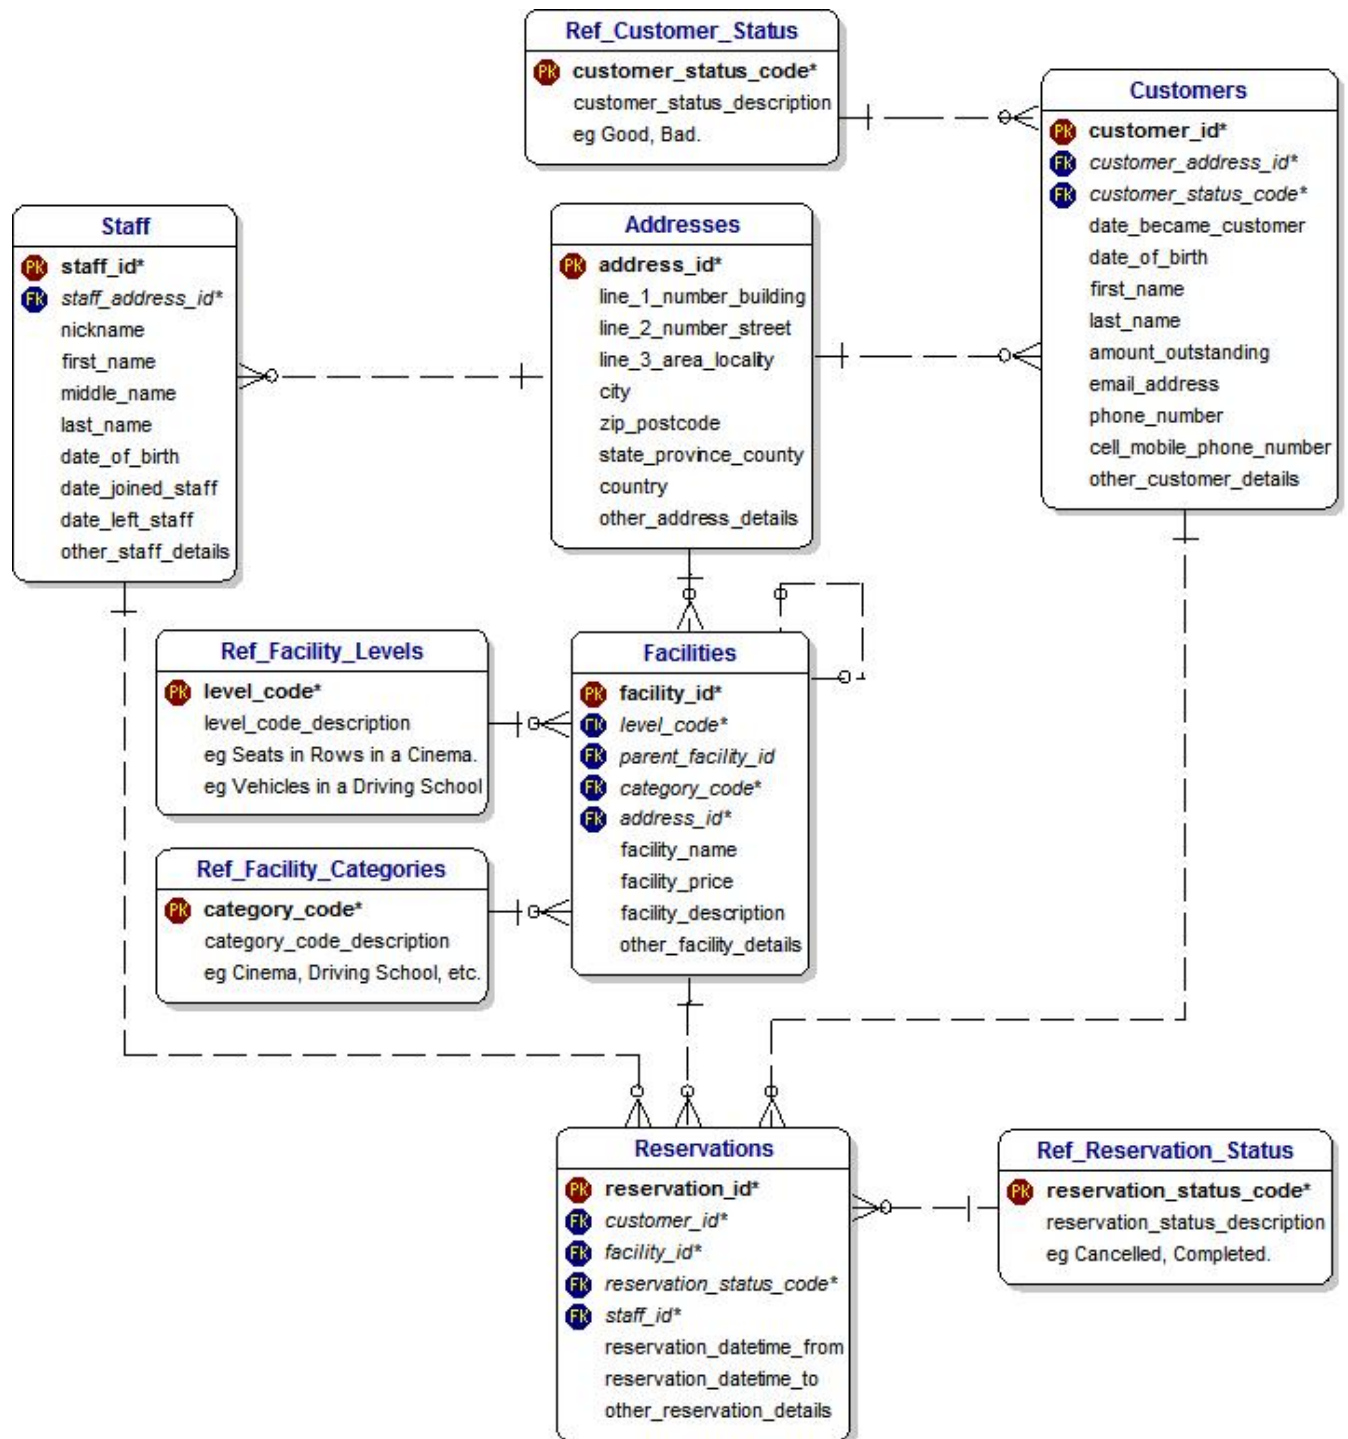 Ref_Customer_Status
PK customer_status_code*
customer_status_description
eg Good, Bad.
Customers
PK customer_id*
FK customer_address_id*
FK customer_status_code*
date_became_customer
date_of_birth
first_name
last_name
amount_outstanding
email_address
phone_number
cell_mobile_phone_number
other_customer_details
Staff
PK staff_id*
FK staff_address_id*
nickname
first_name
middle_name
last_name
date_of_birth
date_joined_staff
date_left_staff
other_staff_details
Addresses
PK address_id*
line_1_number_building
line_2_number_street
line_3_area_locality
city
zip_postcode
state_province_county
country
other_address_details
Ref_Facility_Levels
PK level_code*
level_code_description
eg Seats in Rows in a Cinema.
eg Vehicles in a Driving School
Facilities
PK facility_id*
FK level_code*
FK parent_facility_id
FK category_code*
FK address_id*
facility_name
facility_price
facility_description
other_facility_details
Ref_Facility_Categories
PK category_code*
category_code_description
eg Cinema, Driving School, etc.
Reservations
PK reservation_id*
FK customer_id*
FK facility_id*
FK reservation_status_code*
FK staff_id*
reservation_datetime_from
reservation_datetime_to
other_reservation_details
Ref_Reservation_Status
PK reservation_status_code*
reservation_status_description
eg Cancelled, Completed.